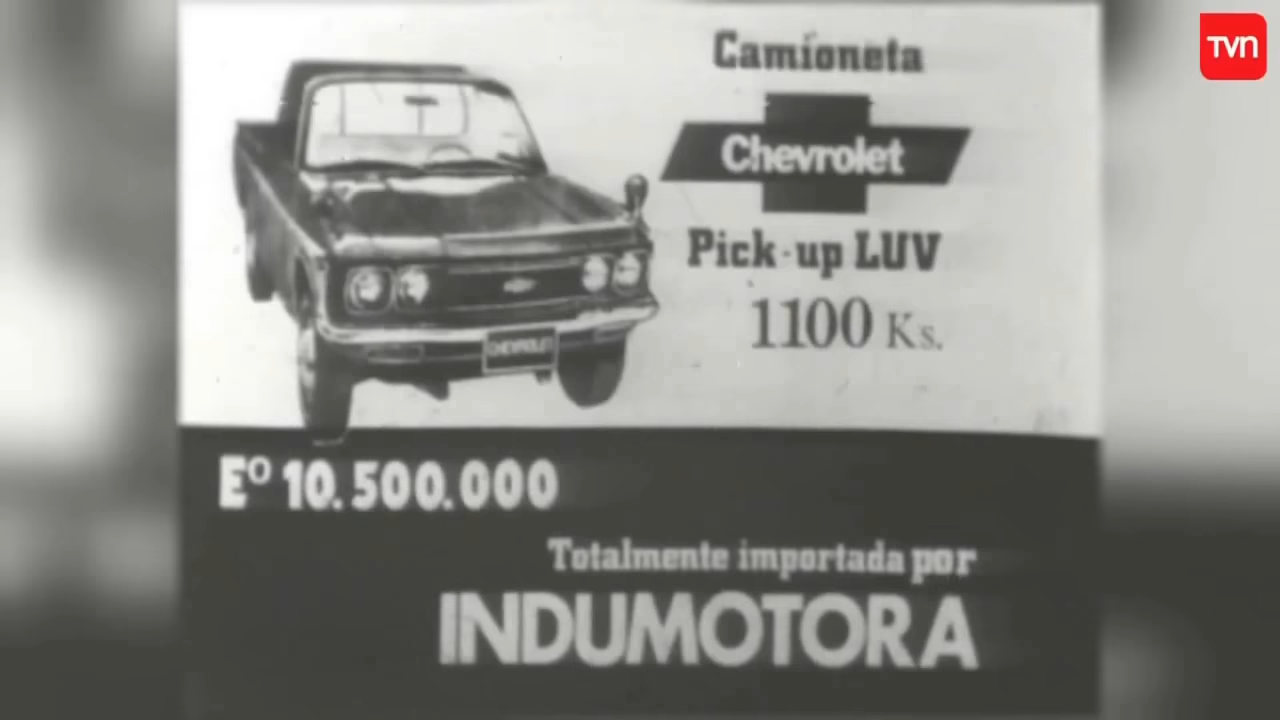 TVN
Camioneta
Chevrolet
Pick-up LUV
1100 Ks.
CHEVROLET
Eº 10.500.000
Totalmente importada por
INDUMOTORA